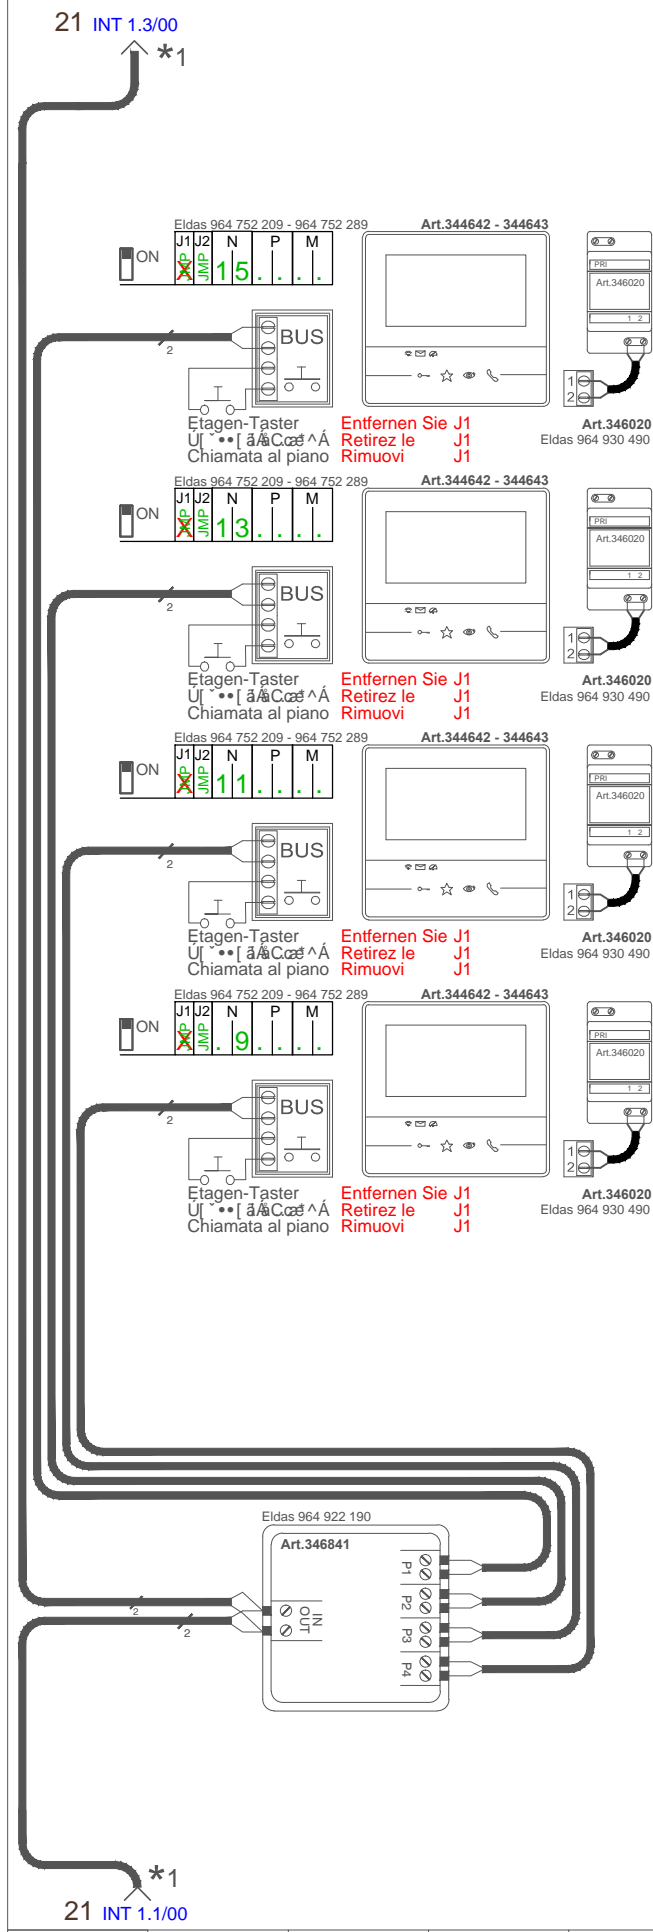 21 INT 1.3/00
*1
Eldas 964 752 209 - 964 752 289 Art.344642 - 344643
ON J1 J2 N P M
JMP JMP 1 5 . . . .
PRI
Art.346020
1 2
BUS
2
1
2
Etagen-Taster Entfernen Sie J1 Art.346020
Retirez le J1 Eldas 964 930 490
Chiamata al piano Rimuovi J1
Eldas 964 752 209 - 964 752 289 Art.344642 - 344643
ON J1 J2 N P M
JMP JMP 1 3 . . . .
PRI
Art.346020
1 2
BUS
2
1
2
Etagen-Taster Entfernen Sie J1 Art.346020
Retirez le J1 Eldas 964 930 490
Chiamata al piano Rimuovi J1
Eldas 964 752 209 - 964 752 289 Art.344642 - 344643
ON J1 J2 N P M
JMP JMP 1 1 . . . .
PRI
Art.346020
1 2
BUS
2
1
2
Etagen-Taster Entfernen Sie J1 Art.346020
Retirez le J1 Eldas 964 930 490
Chiamata al piano Rimuovi J1
Eldas 964 752 209 - 964 752 289 Art.344642 - 344643
ON J1 J2 N P M
JMP JMP . 9 . . . .
PRI
Art.346020
1 2
BUS
2
1
2
Etagen-Taster Entfernen Sie J1 Art.346020
Retirez le J1 Eldas 964 930 490
Chiamata al piano Rimuovi J1
Eldas 964 922 190
Art.346841
P1
P2
P3
P4
IN
OUT
2
2
*1
21 INT 1.1/00